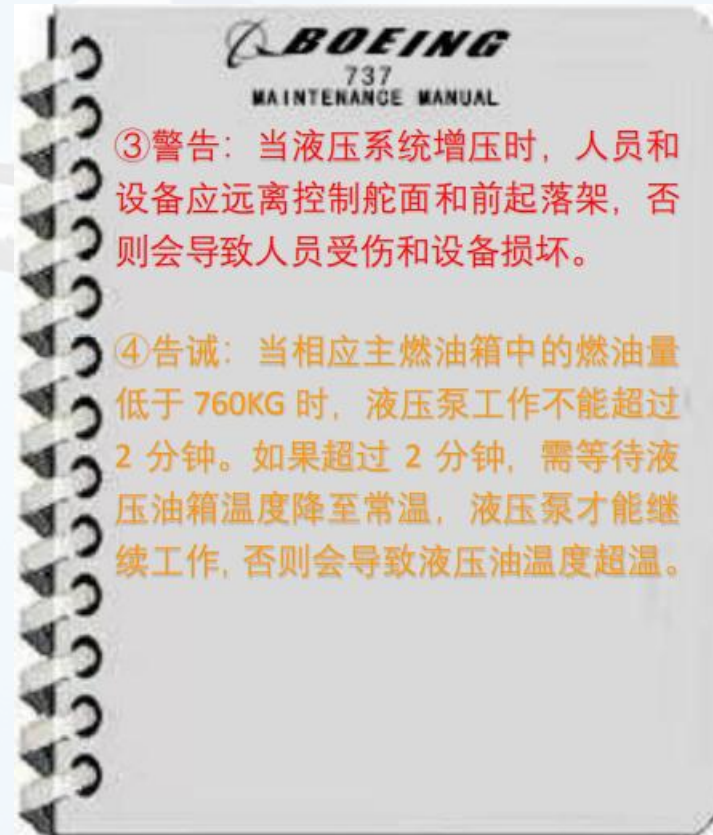 BOEING
737
MAINTENANCE MANUAL
③警告：当液压系统增压时，人员和
设备应远离控制舵面和前起落架，否
则会导致人员受伤和设备损坏。
④告诫：当相应主燃油箱中的燃油量
低于 760KG 时，液压泵工作不能超过
2 分钟。如果超过 2 分钟，需等待液
压油箱温度降至常温，液压泵才能继
续工作，否则会导致液压油温度超温。